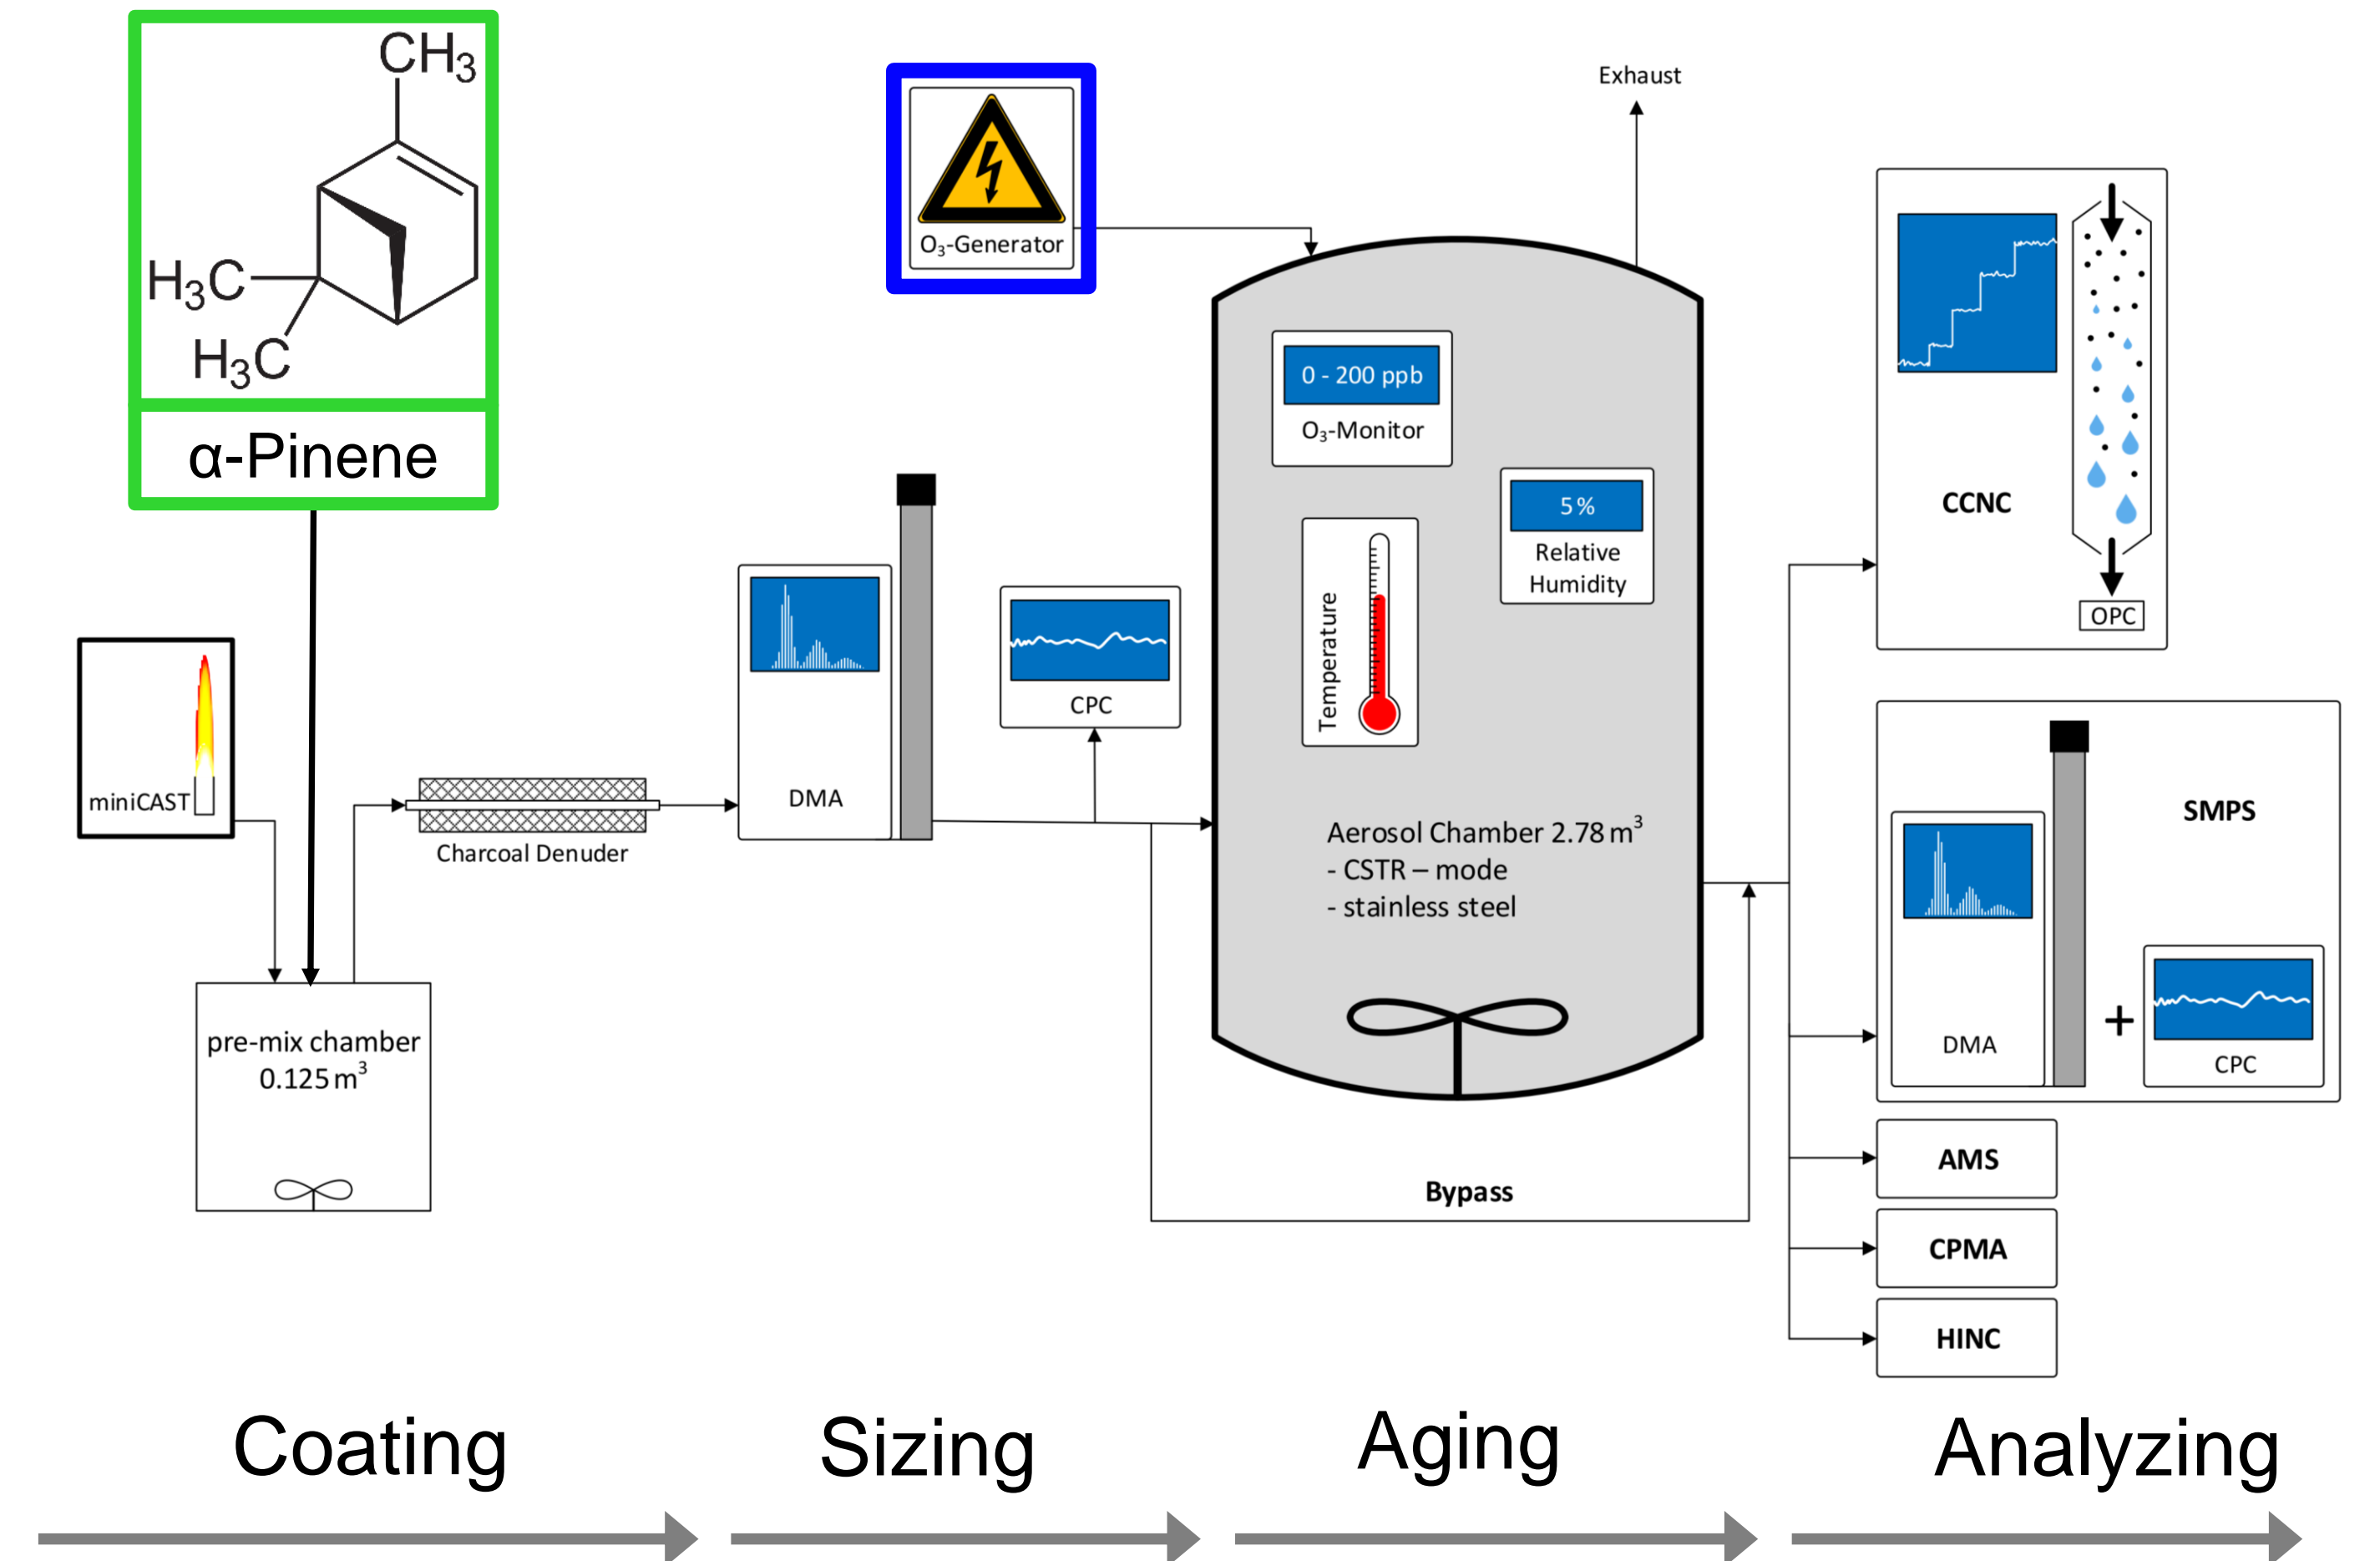 CH₃
H₃C
H₃C
α-Pinene
miniCAST
pre-mix chamber
0.125 m³
Charcoal Denuder
DMA
CPC
O₃-Generator
Exhaust
0 - 200 ppb
O₃-Monitor
5 %
Relative
Humidity
Temperature
Aerosol Chamber 2.78 m³
- CSTR – mode
- stainless steel
Bypass
CCNC
OPC
SMPS
DMA
+
CPC
AMS
CPMA
HINC
Coating
Sizing
Aging
Analyzing